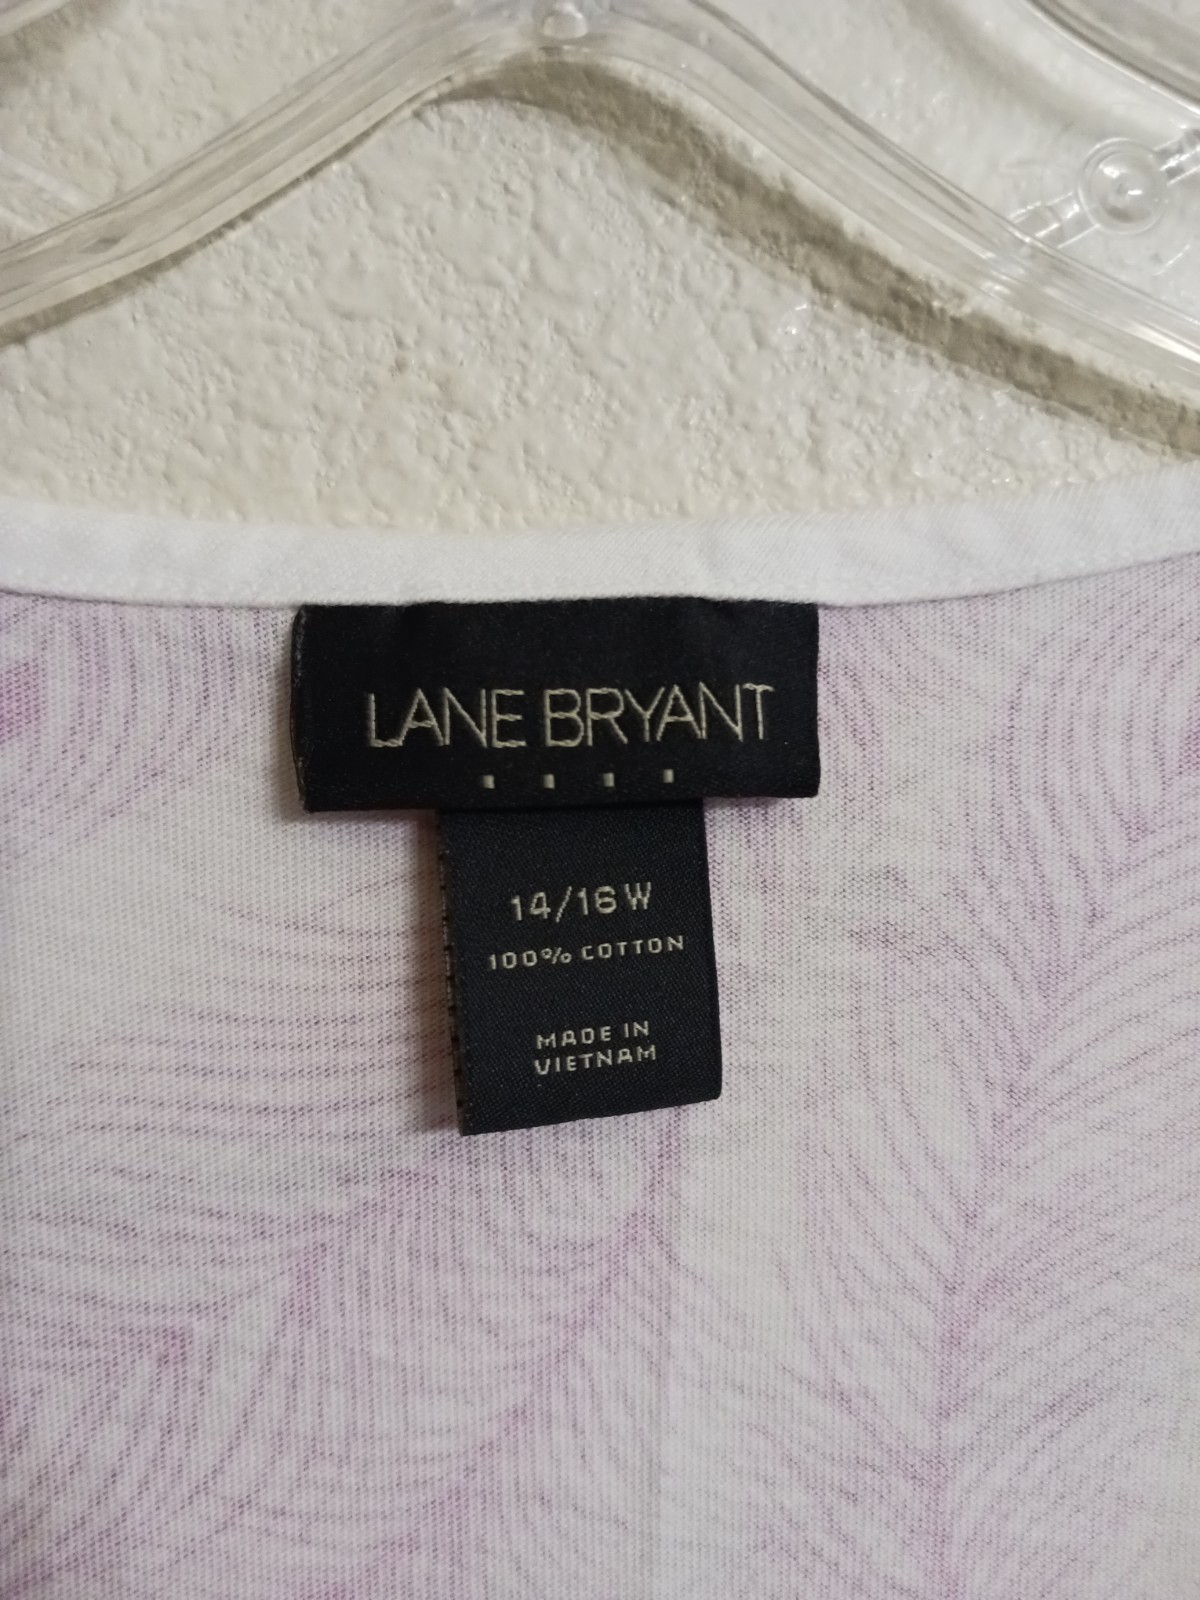 LANE BRYANT
14/16W
100% COTTON
MADE IN
VIETNAM